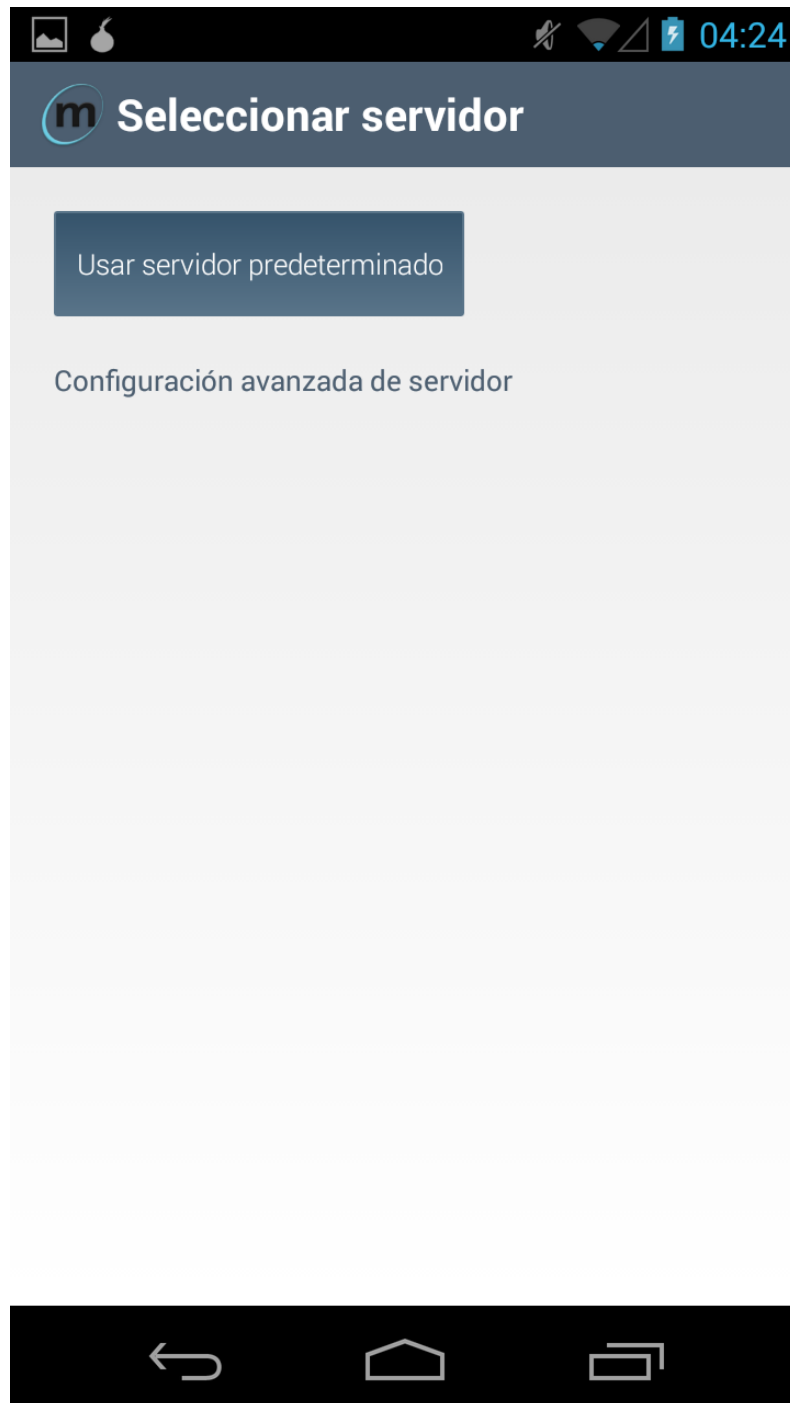 04:24
m Seleccionar servidor
Usar servidor predeterminado
Configuración avanzada de servidor